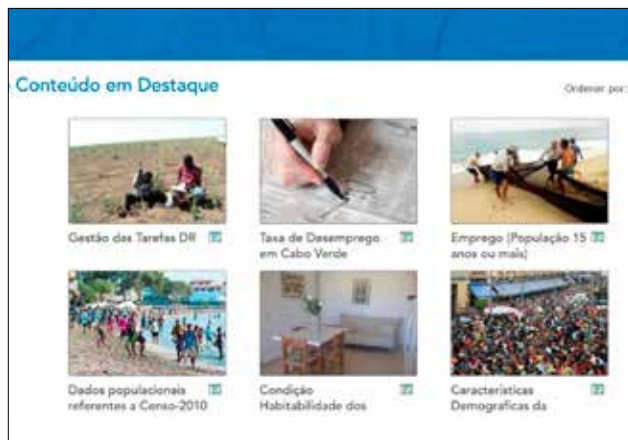 Conteúdo em Destaque
Ordenar por:
Gestão das Tarefas DR
Taxa de Desemprego
em Cabo Verde
Emprego (População 15
anos ou mais)
Dados populacionais
referentes a Censo-2010
Condição
Habitabilidade dos
Características
Demograficas da